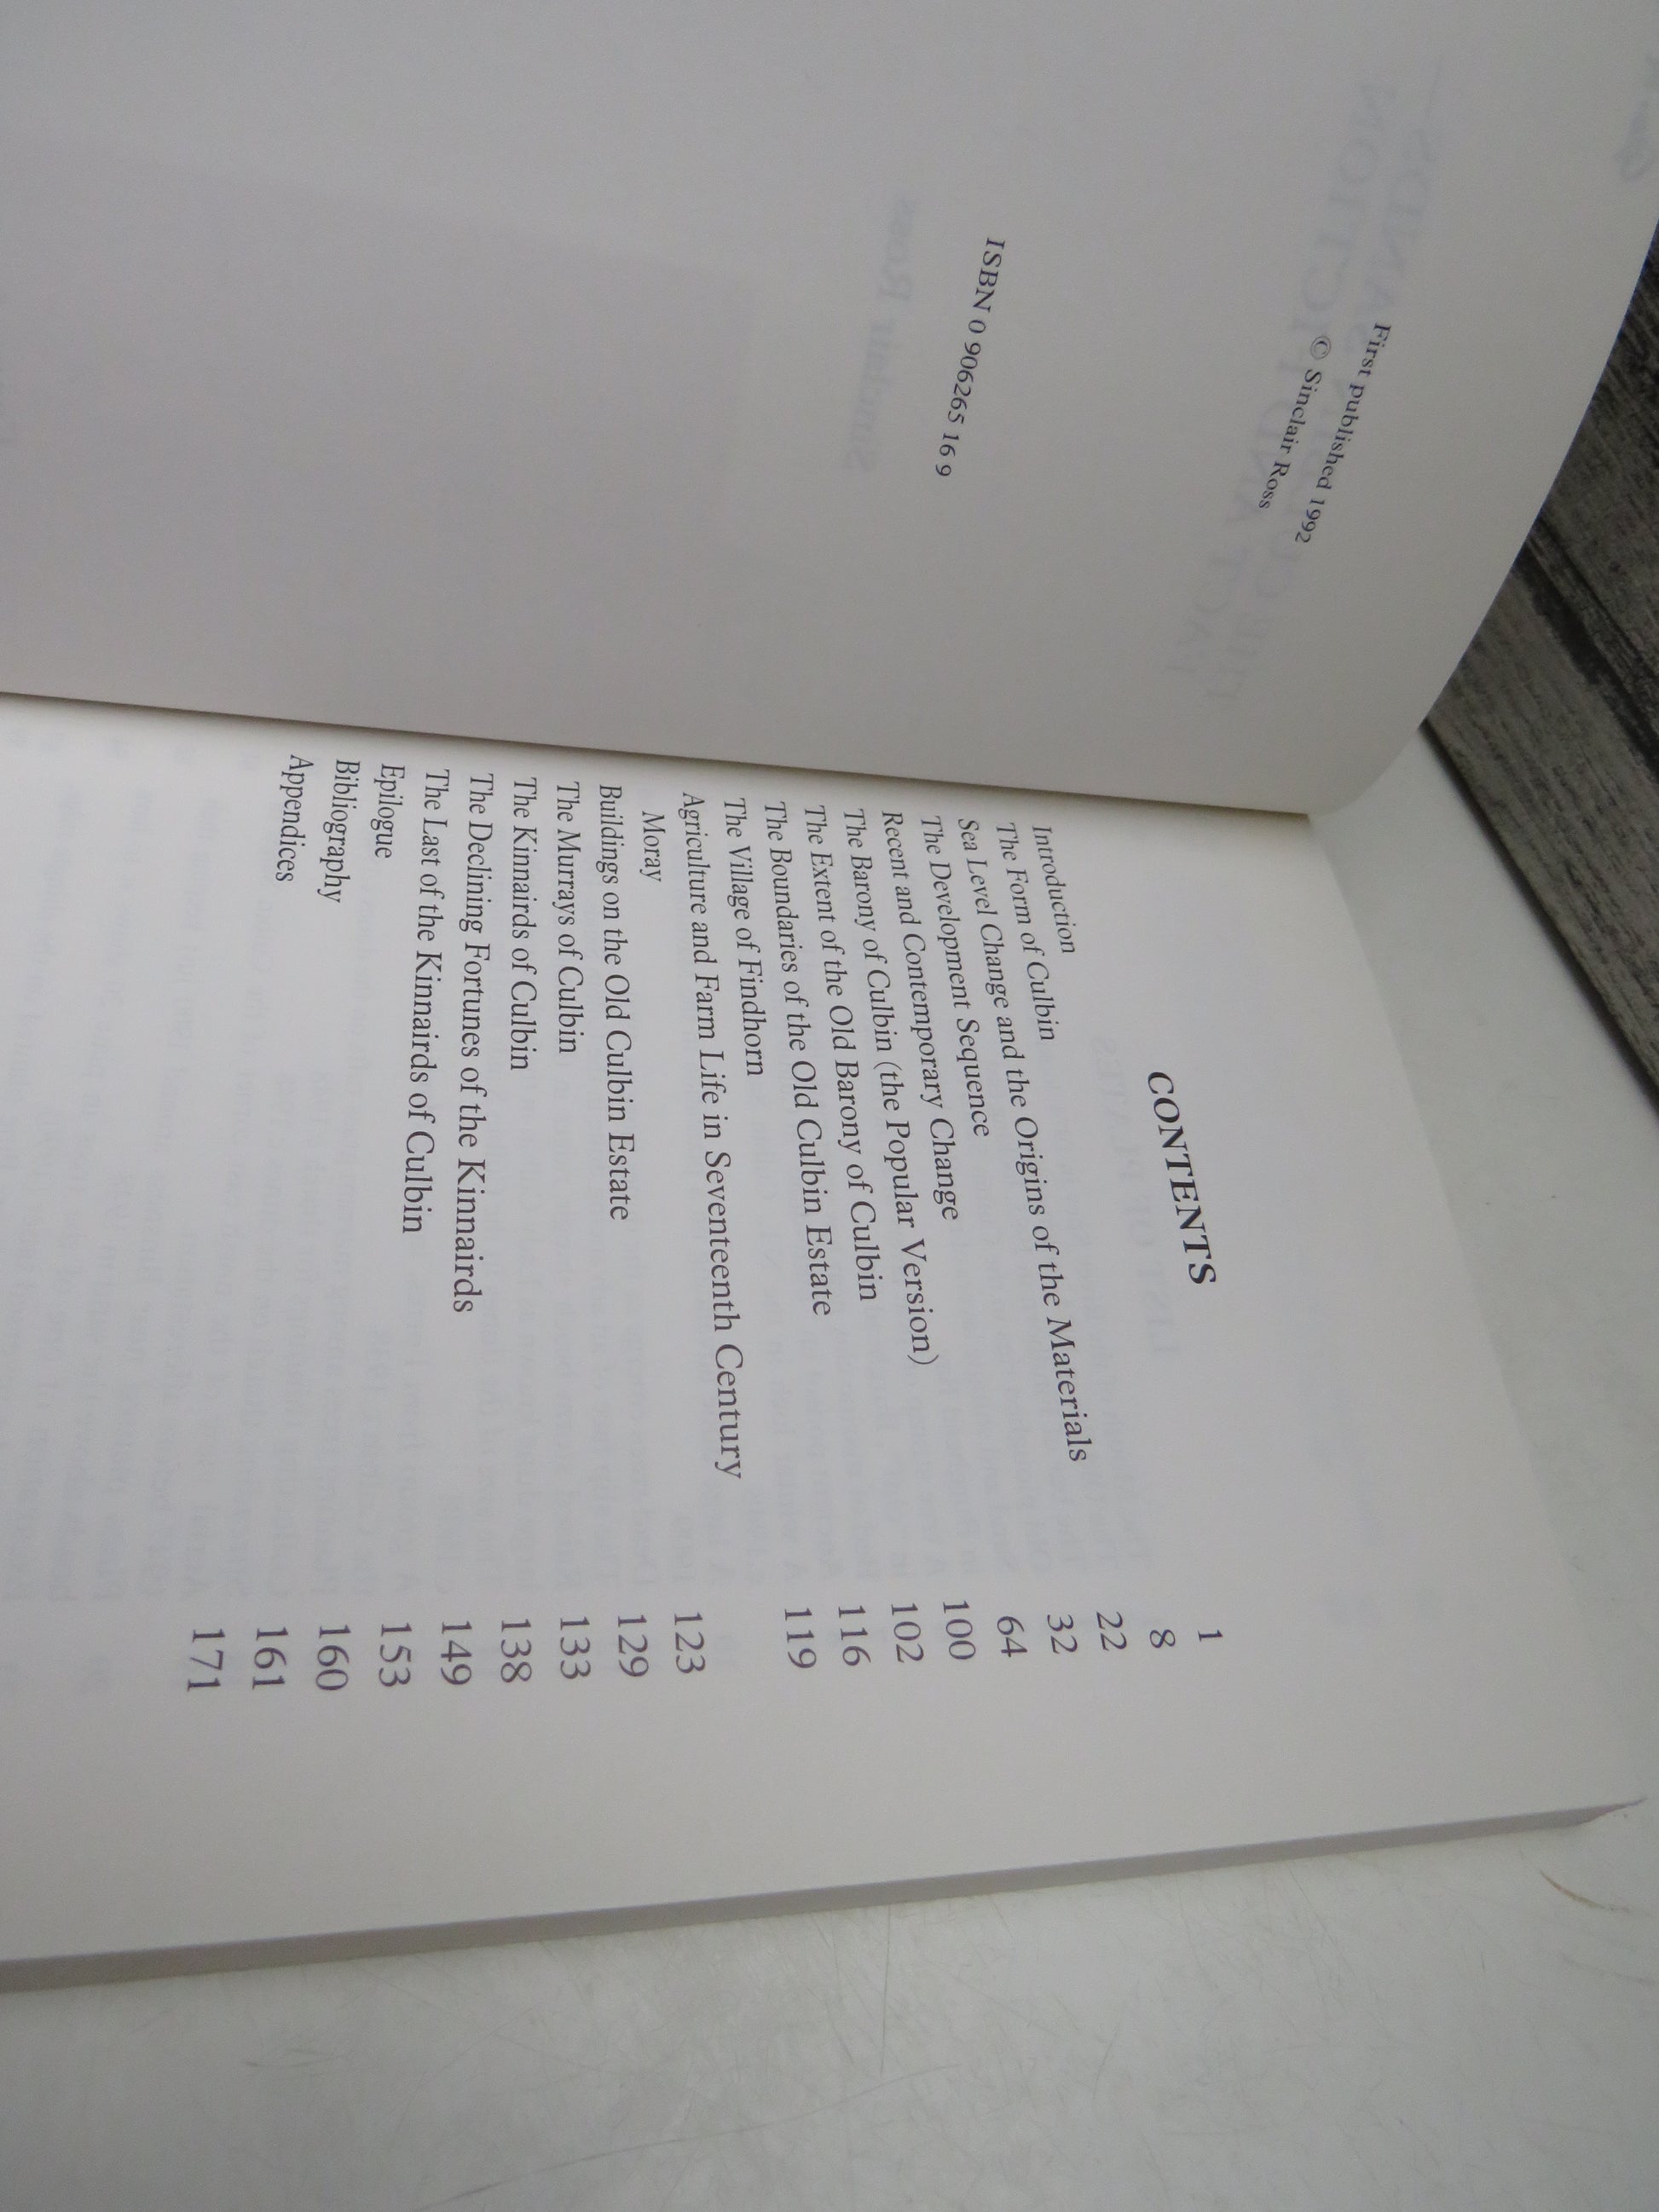 First published 1992
© Sinclair Ross
ISBN 0 906265 16 9
CONTENTS
Introduction 1
The Form of Culbin 8
Sea Level Change and the Origins of the Materials 22
The Development Sequence 32
Recent and Contemporary Change 64
The Barony of Culbin (the Popular Version) 100
The Extent of the Old Barony of Culbin 102
The Boundaries of the Old Culbin Estate 116
The Village of Findhorn 119
Agriculture and Farm Life in Seventeenth Century
Moray 123
Buildings on the Old Culbin Estate 129
The Murrays of Culbin 133
The Kinnairds of Culbin 138
The Declining Fortunes of the Kinnairds 149
The Last of the Kinnairds of Culbin 153
Epilogue 160
Bibliography 161
Appendices 171